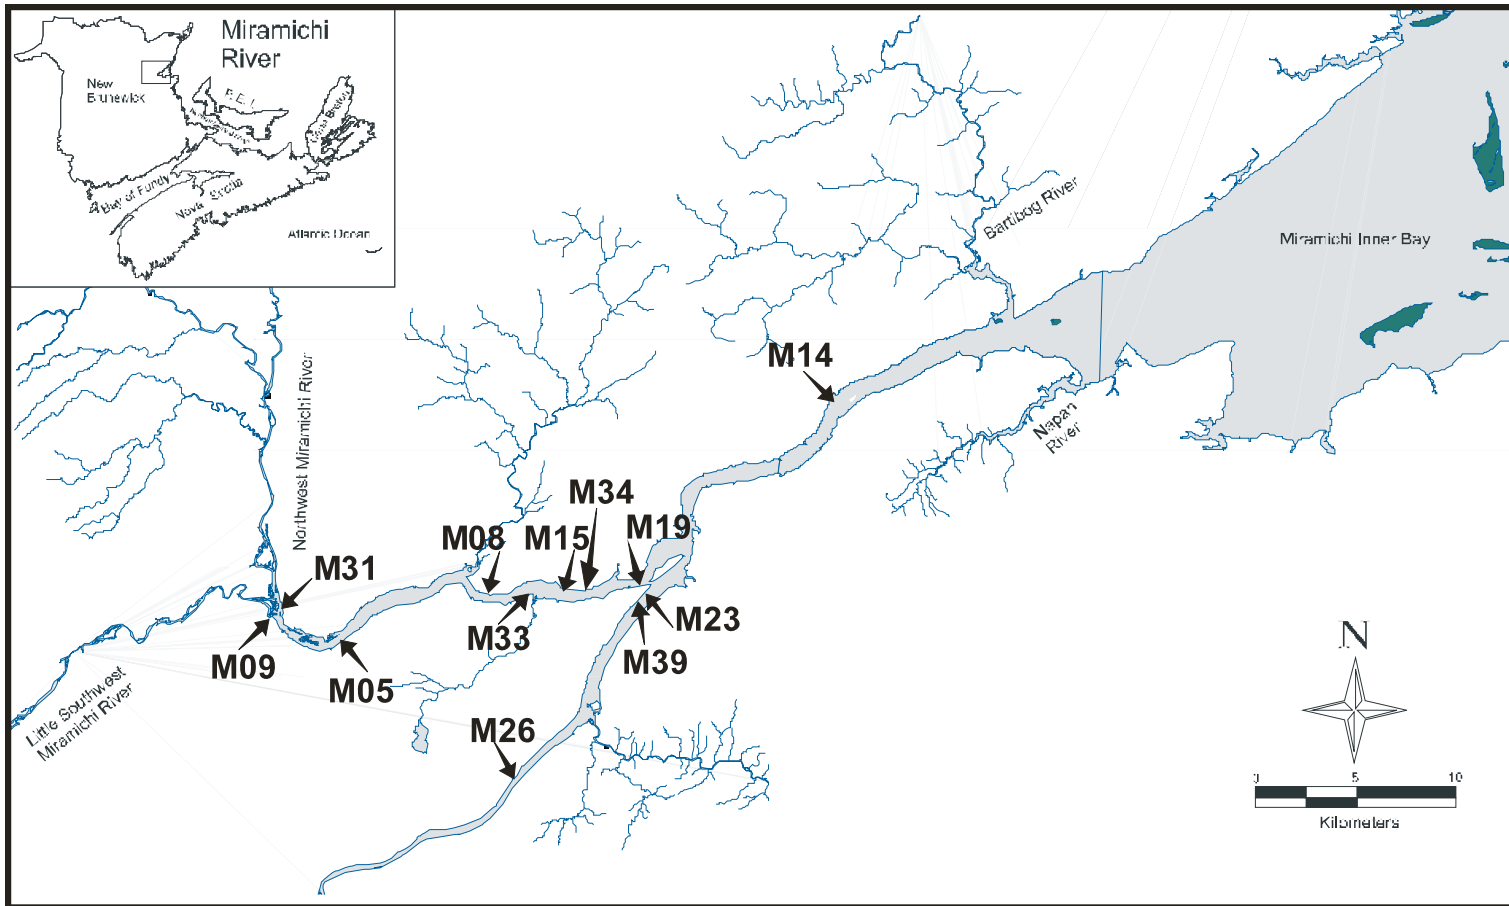 Miramichi
River
New
Brunswick
P.E.I.
Bay of Fundy
Nova Scotia
Atlantic Ocean
Bartibog River
Miramichi Inner Bay
Northwest Miramichi River
M14
Napan
River
M34
M08
M15
M19
M31
M33
M23
M09
M39
M05
Little Southwest
Miramichi River
M26
N
0 5 10
Kilometers